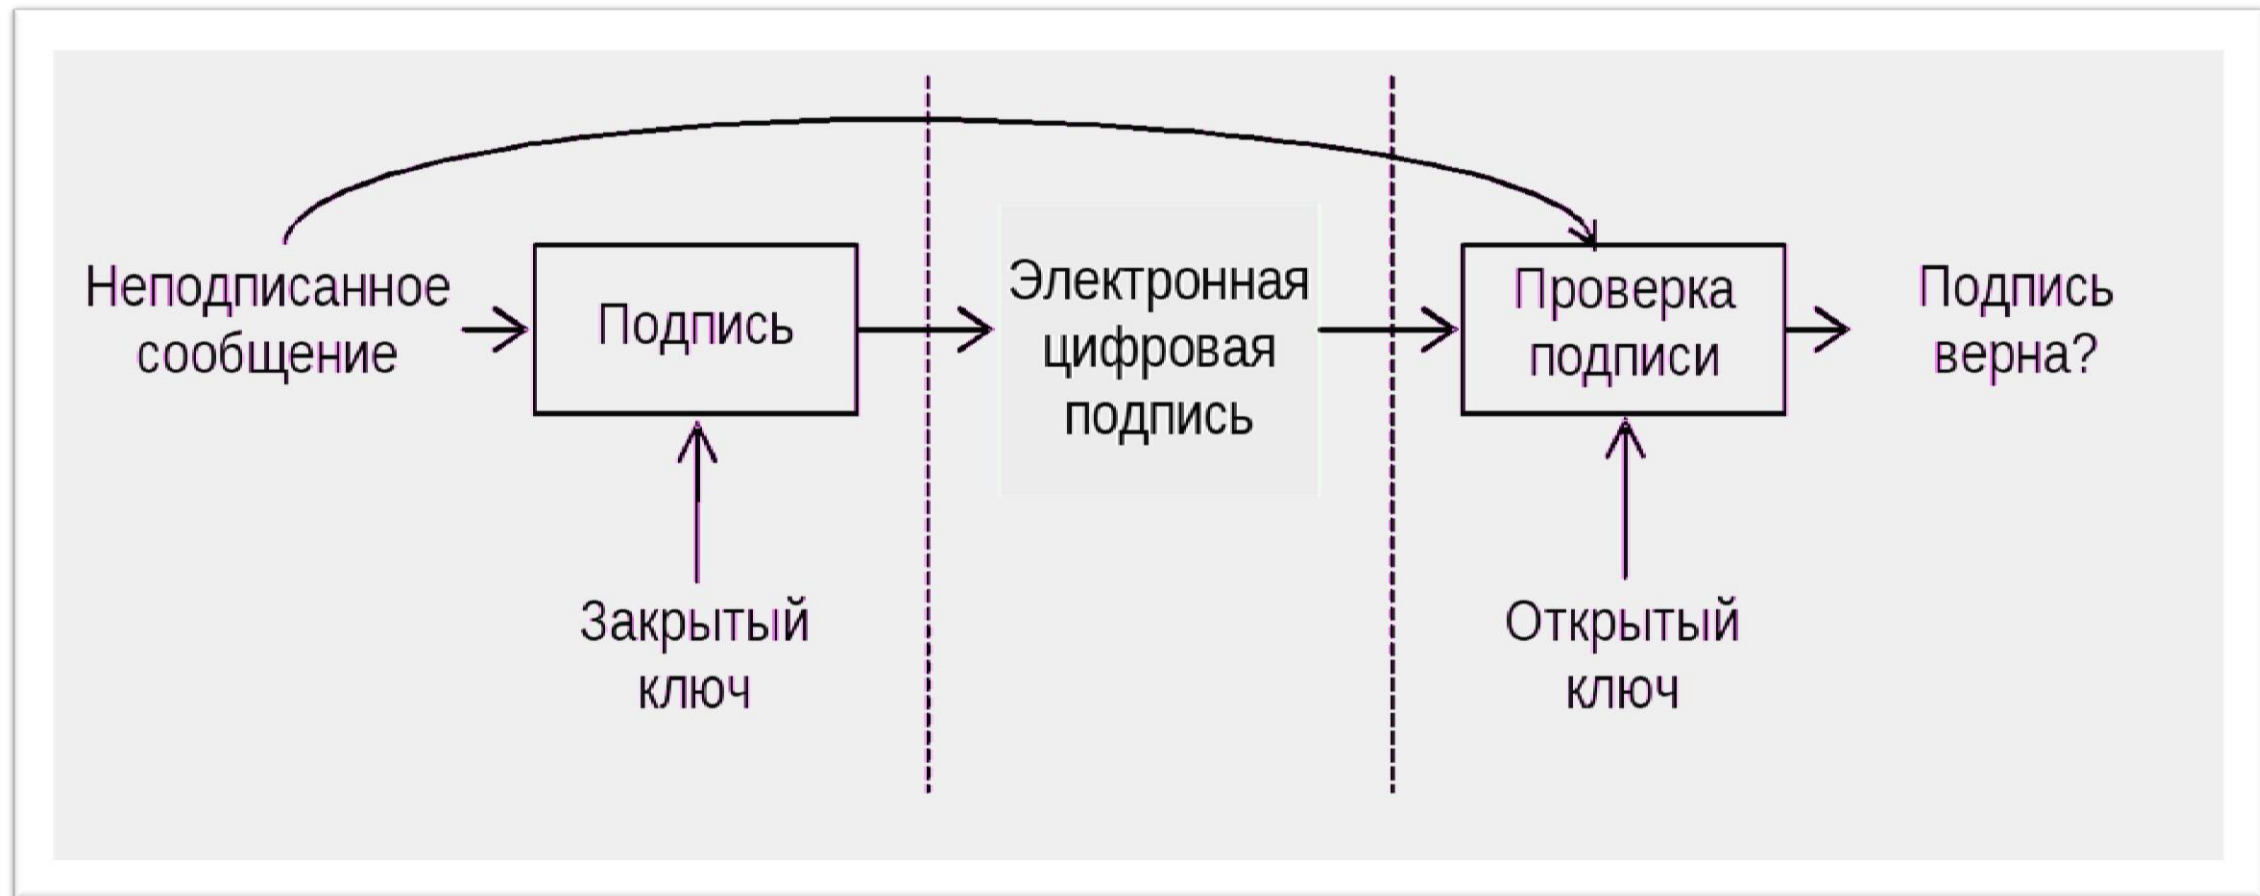 Неподписанное
сообщение
Подпись
Закрытый
ключ
Электронная
цифровая
подпись
Проверка
подписи
Открытый
ключ
Подпись
верна?